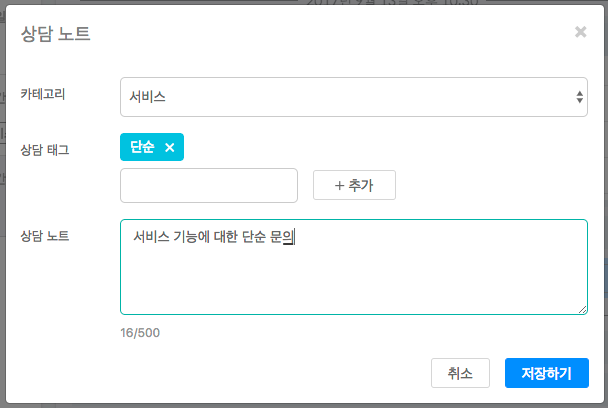 상담 노트
×
카테고리
서비스
상담 태그
단순 ×
+ 추가
상담 노트
서비스 기능에 대한 단순 문의
16/500
취소
저장하기